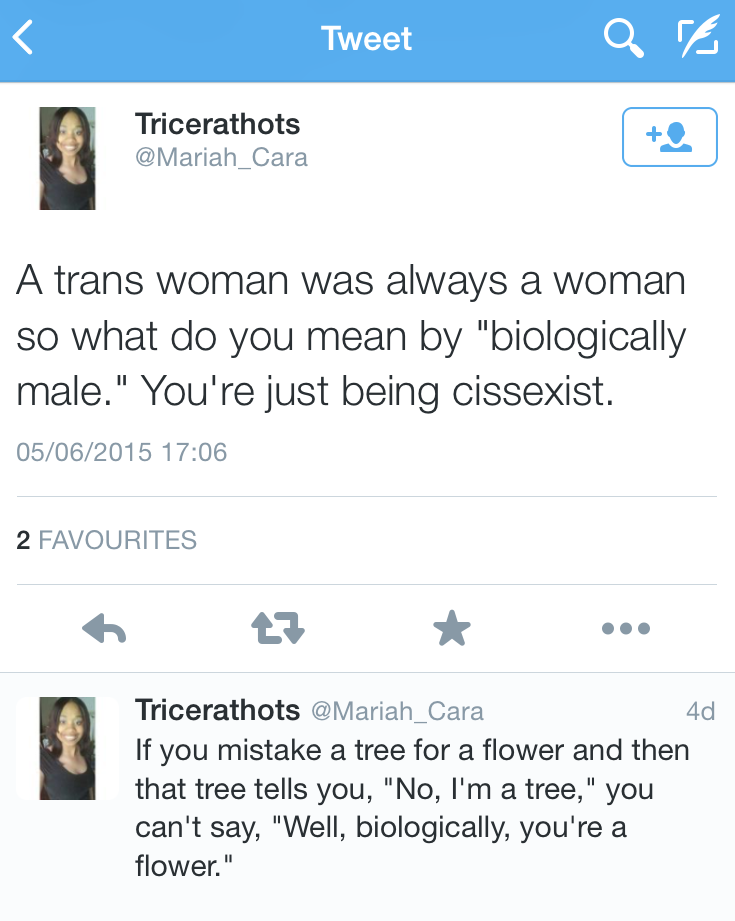 Tweet
Tricerathots
@Mariah_Cara
A trans woman was always a woman
so what do you mean by "biologically
male." You're just being cissexist.
05/06/2015 17:06
2 FAVOURITES
Tricerathots @Mariah_Cara 4d
If you mistake a tree for a flower and then
that tree tells you, "No, I'm a tree," you
can't say, "Well, biologically, you're a
flower."